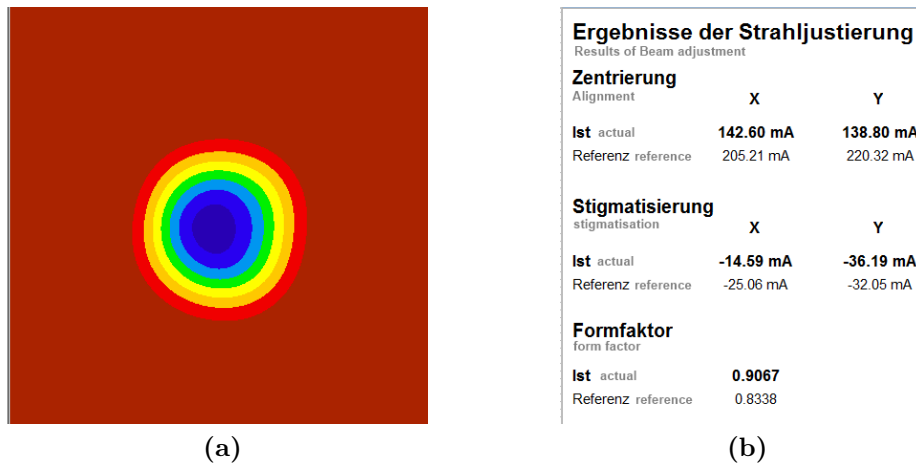 Ergebnisse der Strahljustierung
Results of Beam adjustment
Zentrierung
Alignment X Y
Ist actual 142.60 mA 138.80 mA
Referenz reference 205.21 mA 220.32 mA
Stigmatisierung
stigmatisation X Y
Ist actual -14.59 mA -36.19 mA
Referenz reference -25.06 mA -32.05 mA
Formfaktor
form factor
Ist actual 0.9067
Referenz reference 0.8338
(a) (b)